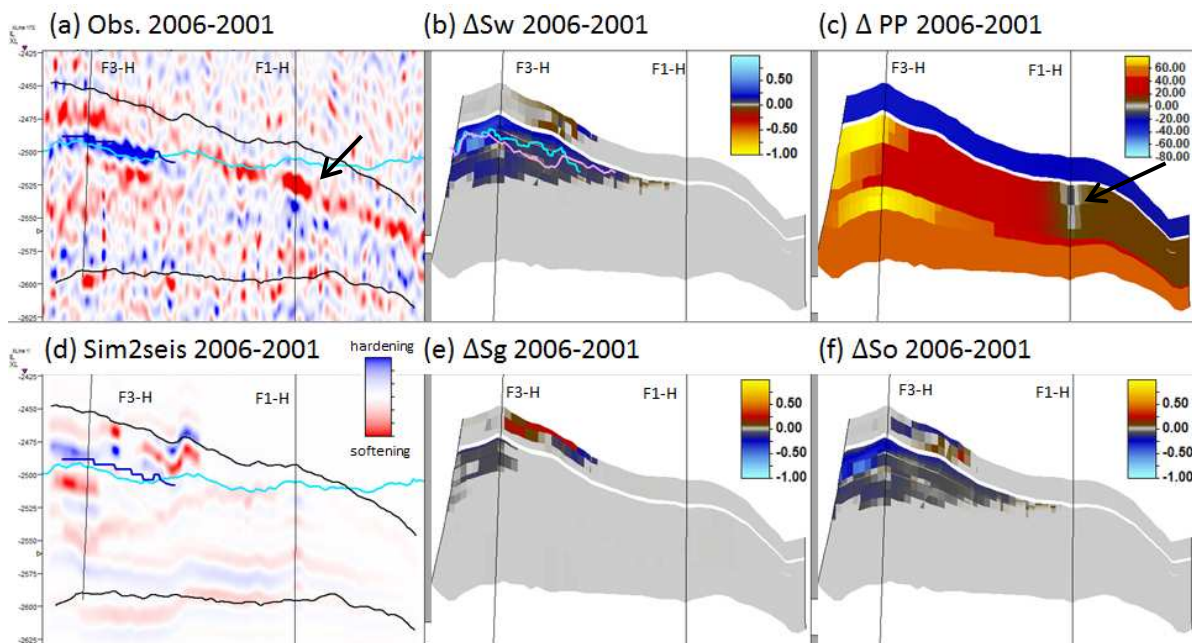 (a) Obs. 2006-2001
(b) ΔSw 2006-2001
(c) Δ PP 2006-2001
-2425
-2450
-2475
-2500
-2525
-2550
-2575
-2600
-2625
F3-H
F1-H
F3-H
F1-H
0.50
0.00
-0.50
-1.00
F3-H
F1-H
60.00
40.00
20.00
0.00
-20.00
-40.00
-60.00
-80.00
(d) Sim2seis 2006-2001
(e) ΔSg 2006-2001
(f) ΔSo 2006-2001
-2425
-2450
-2475
-2500
-2525
-2550
-2575
-2600
-2625
hardening
softening
F3-H
F1-H
F3-H
F1-H
0.50
0.00
-0.50
-1.00
F3-H
F1-H
0.50
0.00
-0.50
-1.00